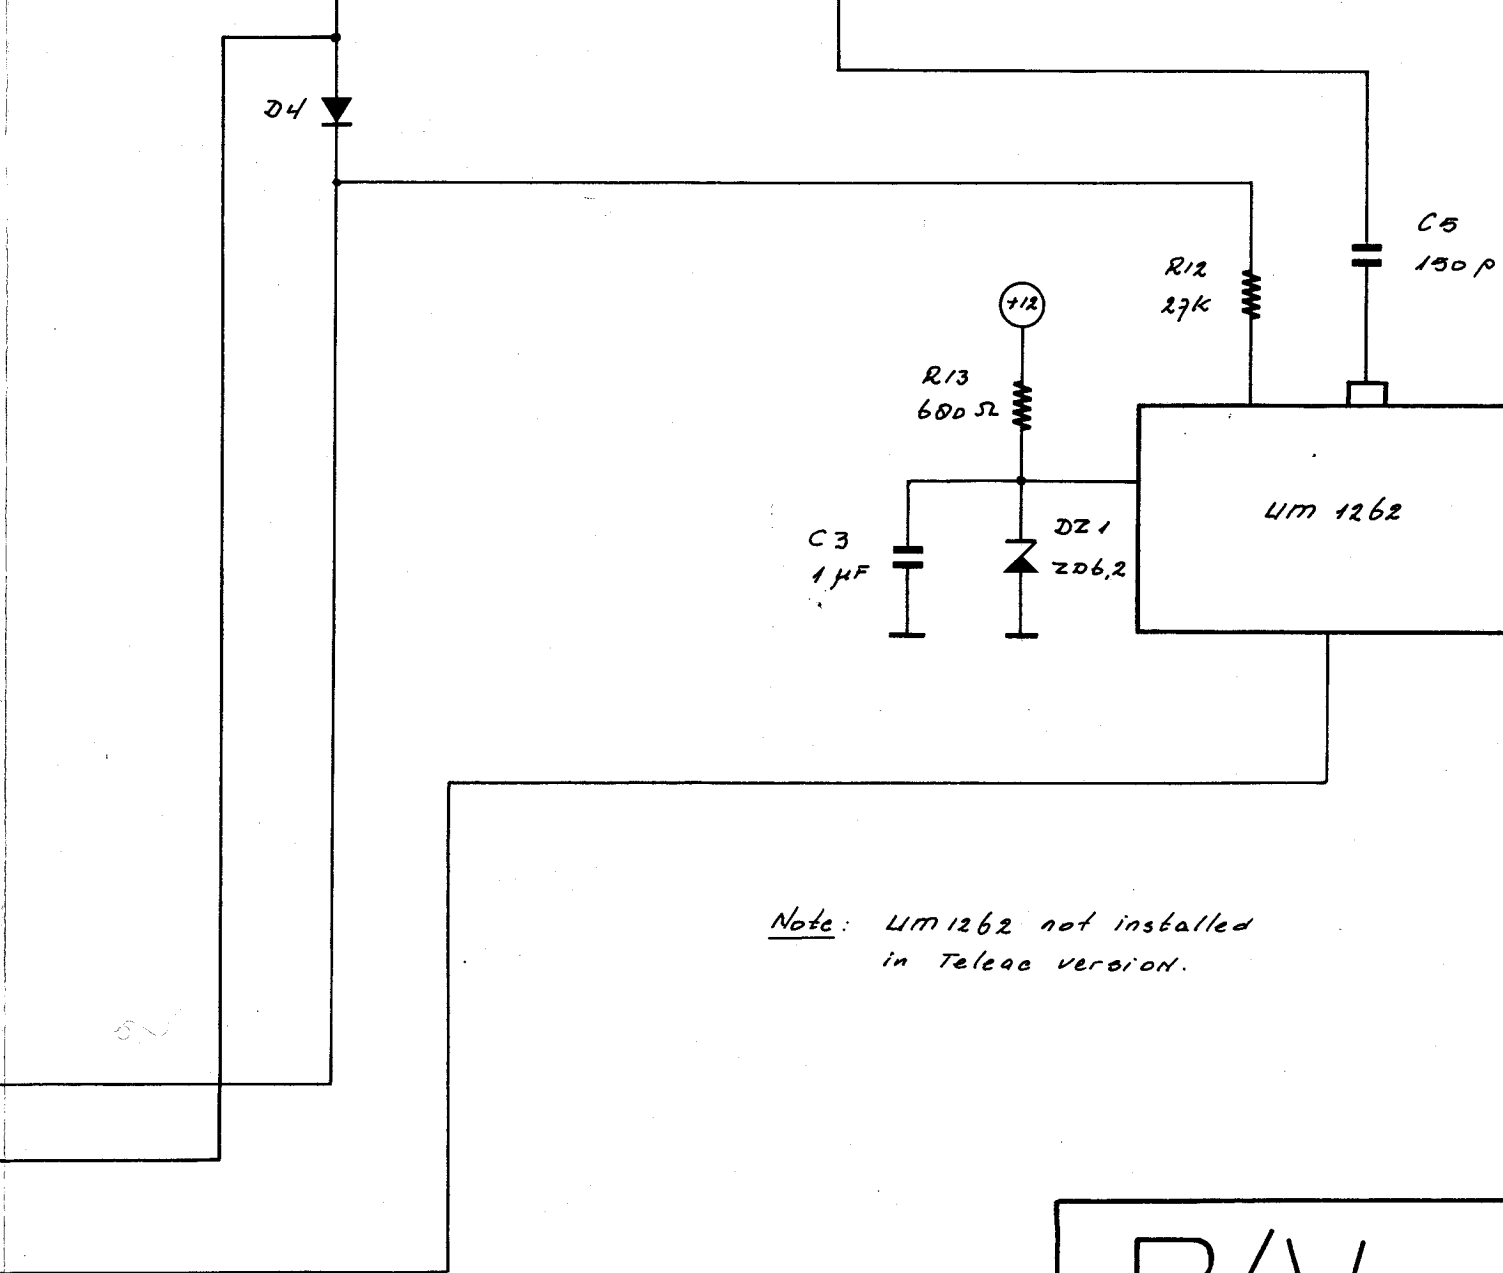 D4
C5
150 p
R12
27K
+12
R13
680 Ω
UM 1262
DZ1
ZD6,2
C3
1 µF
Note: UM1262 not installed
in Teleac version.